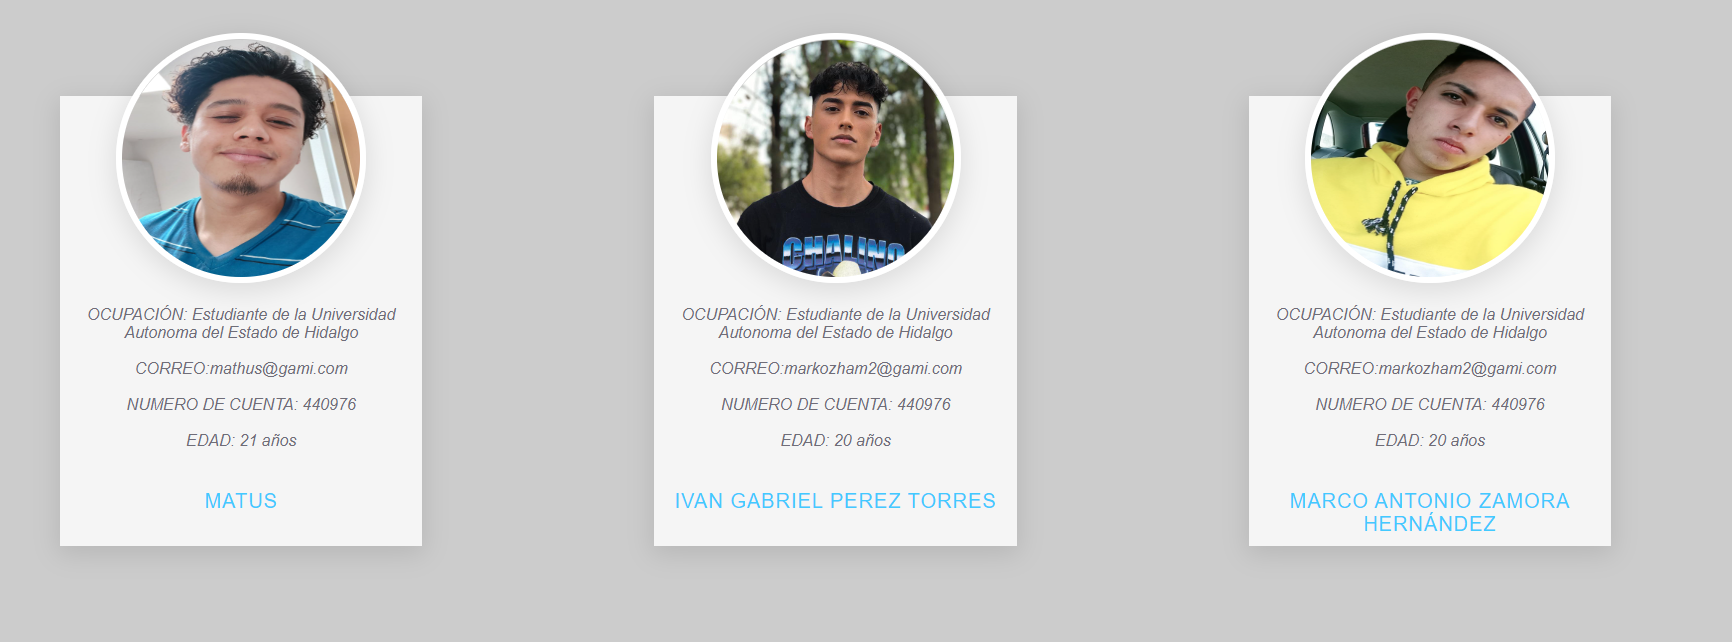 OCUPACIÓN: Estudiante de la Universidad
Autonoma del Estado de Hidalgo
CORREO:mathus@gami.com
NUMERO DE CUENTA: 440976
EDAD: 21 años
MATUS
CHALINO
OCUPACIÓN: Estudiante de la Universidad
Autonoma del Estado de Hidalgo
CORREO:markozham2@gami.com
NUMERO DE CUENTA: 440976
EDAD: 20 años
IVAN GABRIEL PEREZ TORRES
OCUPACIÓN: Estudiante de la Universidad
Autonoma del Estado de Hidalgo
CORREO:markozham2@gami.com
NUMERO DE CUENTA: 440976
EDAD: 20 años
MARCO ANTONIO ZAMORA
HERNÁNDEZ